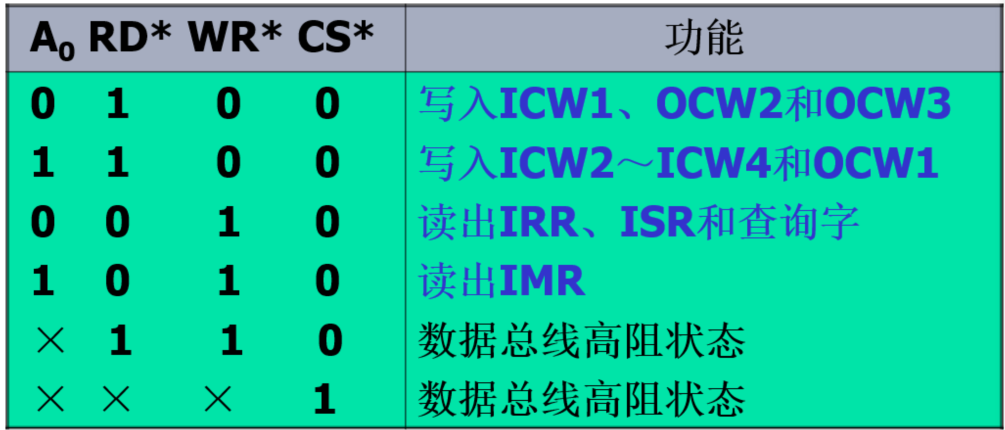 A₀ RD* WR* CS* 功能
0 1 0 0 写入ICW1、OCW2和OCW3
1 1 0 0 写入ICW2～ICW4和OCW1
0 0 1 0 读出IRR、ISR和查询字
1 0 1 0 读出IMR
× 1 1 0 数据总线高阻状态
× × × 1 数据总线高阻状态